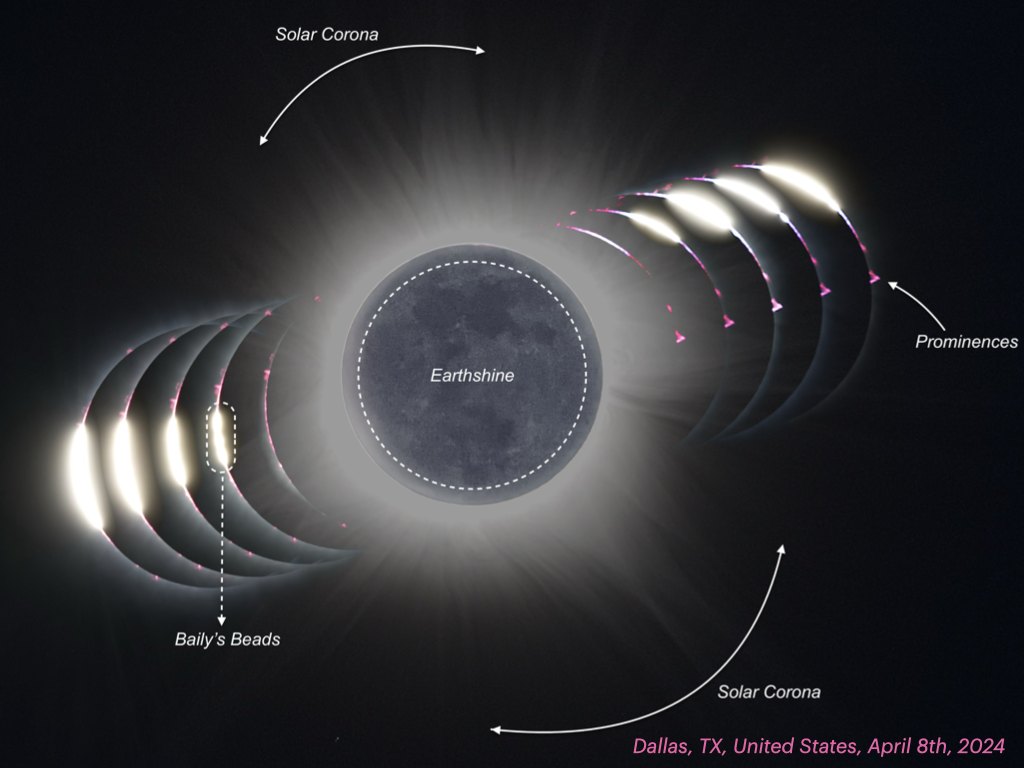 Solar Corona
Earthshine
Prominences
Baily's Beads
Solar Corona
Dallas, TX, United States, April 8th, 2024